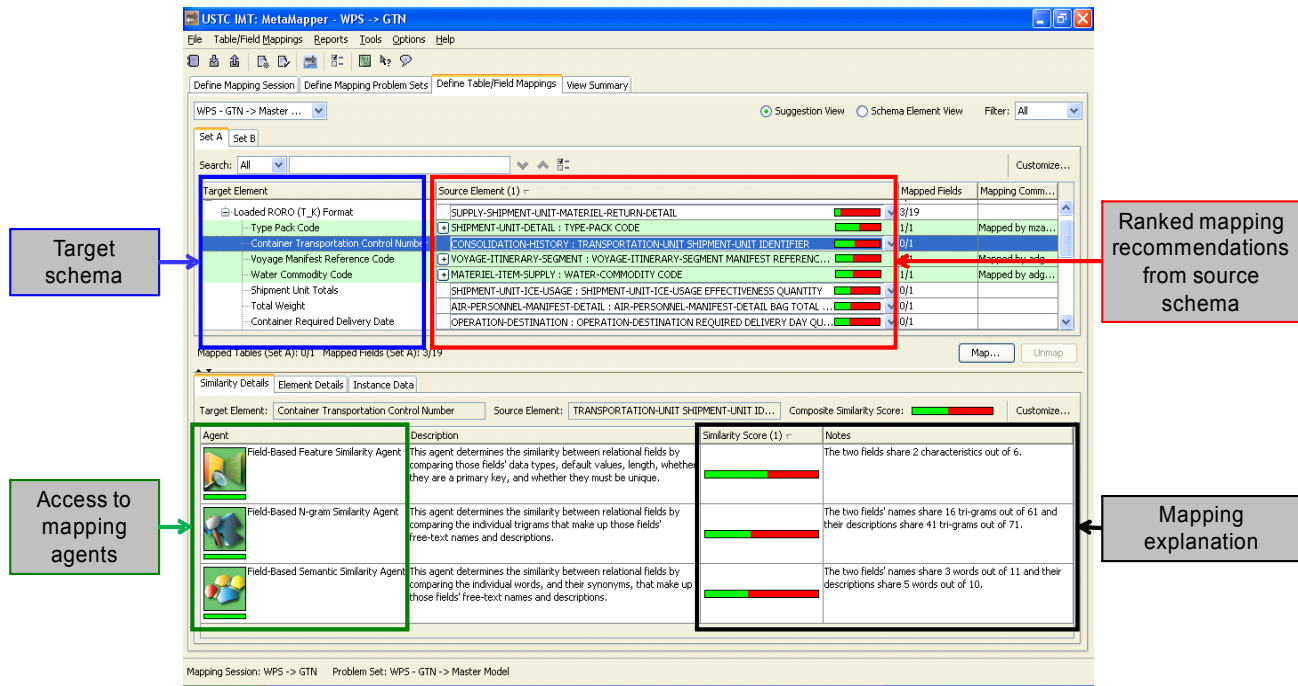 USTC IMT: MetaMapper - WPS -> GTN
File Table/Field Mappings Reports Tools Options Help
Define Mapping Session Define Mapping Problem Sets Define Table/Field Mappings View Summary
WPS - GTN -> Master ... Suggestion View Schema Element View Filter: All
Set A Set B
Search: All Customize...
Target Element Source Element (1) Mapped Fields Mapping Comm...
Loaded RORO (T_K) Format SUPPLY-SHIPMENT-UNIT-MATERIEL-RETURN-DETAIL 3/19
Type Pack Code SHIPMENT-UNIT-DETAIL : TYPE-PACK CODE 1/1 Mapped by mza...
Container Transportation Control Number CONSOLIDATION-HISTORY : TRANSPORTATION-UNIT SHIPMENT-UNIT IDENTIFIER 0/1
Voyage Manifest Reference Code VOYAGE-ITINERARY-SEGMENT : VOYAGE-ITINERARY-SEGMENT MANIFEST REFERENC... 1/1 Mapped by adg...
Water Commodity Code MATERIEL-ITEM-SUPPLY : WATER-COMMODITY CODE 1/1 Mapped by adg...
Shipment Unit Totals SHIPMENT-UNIT-ICE-USAGE : SHIPMENT-UNIT-ICE-USAGE EFFECTIVENESS QUANTITY 0/1
Total Weight AIR-PERSONNEL-MANIFEST-DETAIL : AIR-PERSONNEL-MANIFEST-DETAIL BAG TOTAL ... 0/1
Container Required Delivery Date OPERATION-DESTINATION : OPERATION-DESTINATION REQUIRED DELIVERY DAY QU... 0/1
Mapped Tables (Set A): 0/1 Mapped Fields (Set A): 3/19 Map... Unmap
Similarity Details Element Details Instance Data
Target Element: Container Transportation Control Number Source Element: TRANSPORTATION-UNIT SHIPMENT-UNIT ID... Composite Similarity Score: Customize...
Agent Description Similarity Score (1) Notes
Field-Based Feature Similarity Agent This agent determines the similarity between relational fields by The two fields share 2 characteristics out of 6.
comparing those fields' data types, default values, length, whether
they are a primary key, and whether they must be unique.
Field-Based N-gram Similarity Agent This agent determines the similarity between relational fields by The two fields' names share 16 tri-grams out of 61 and
comparing the individual trigrams that make up those fields' their descriptions share 41 tri-grams out of 71.
free-text names and descriptions.
Field-Based Semantic Similarity Agent This agent determines the similarity between relational fields by The two fields' names share 3 words out of 11 and their
comparing the individual words, and their synonyms, that make up descriptions share 5 words out of 10.
those fields' free-text names and descriptions.
Mapping Session: WPS -> GTN Problem Set: WPS - GTN -> Master Model
Target
schema
Ranked mapping
recommendations
from source
schema
Access to
mapping
agents
Mapping
explanation